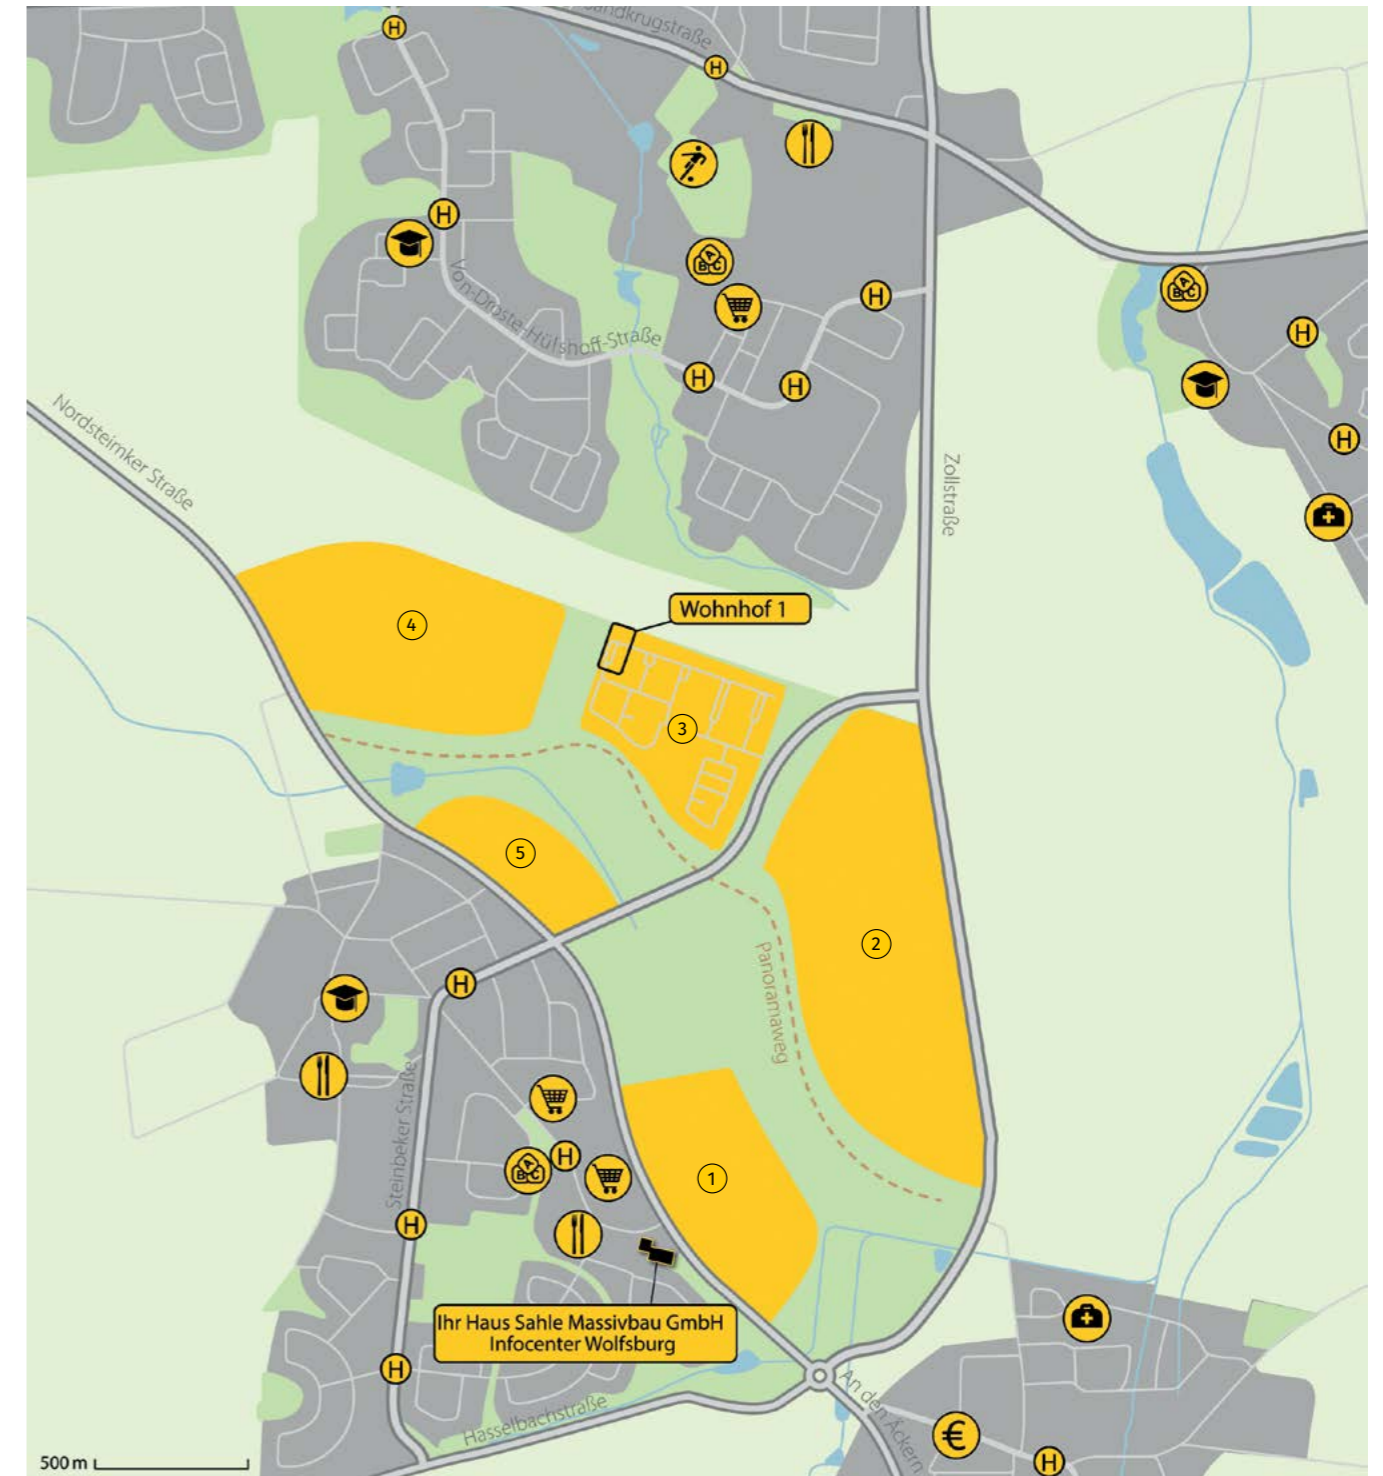 Sandkrugstraße
H
H
H
A
B C
H
A
B C
H
Von-Droste-Hülshoff-Straße
H
H
H
Nordsteimker Straße
Zollstraße
Wohnhof 1
4
3
5
2
Panoramaweg
H
Steinbeker Straße
H
A
B C
1
H
Ihr Haus Sahle Massivbau GmbH
Infocenter Wolfsburg
H
An den Äckern
Hasselbachstraße
€
H
500 m